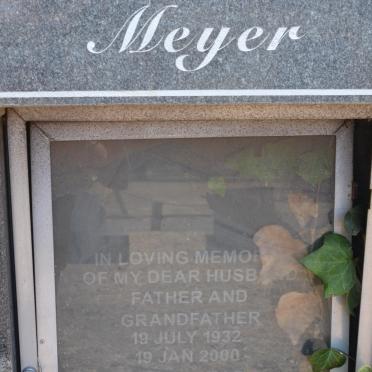 Meyer
IN LOVING MEMO
OF MY DEAR HUSB
FATHER AND
GRANDFATHER
19 JULY 1932
19 JAN 2000